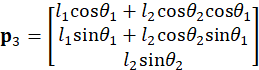 𝐩₃ = [ l₁cosθ₁ + l₂cosθ₂cosθ₁
l₁sinθ₁ + l₂cosθ₂sinθ₁
l₂sinθ₂ ]